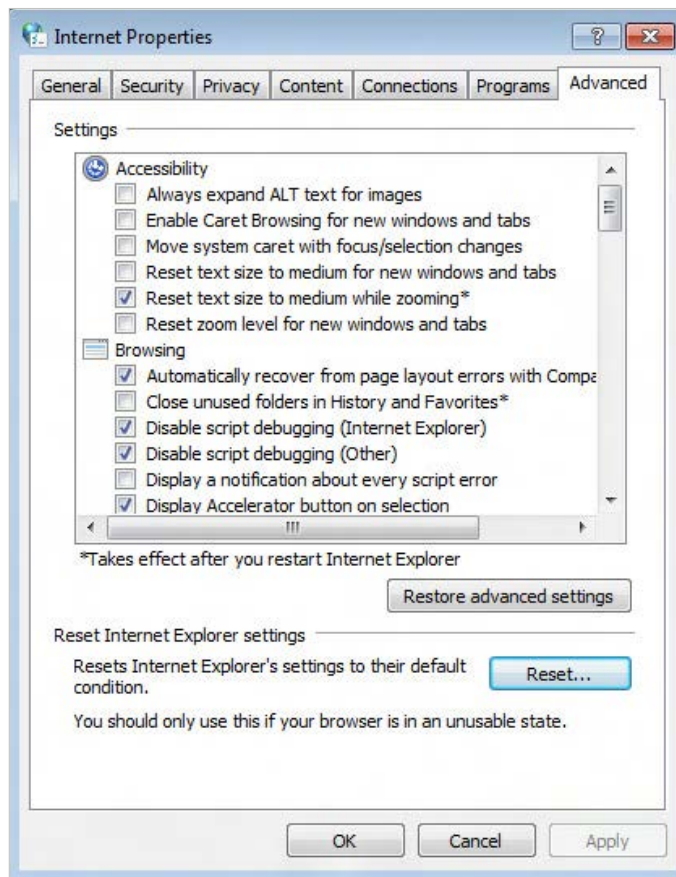 Internet Properties
General Security Privacy Content Connections Programs Advanced
Settings
Accessibility
Always expand ALT text for images
Enable Caret Browsing for new windows and tabs
Move system caret with focus/selection changes
Reset text size to medium for new windows and tabs
Reset text size to medium while zooming*
Reset zoom level for new windows and tabs
Browsing
Automatically recover from page layout errors with Compa
Close unused folders in History and Favorites*
Disable script debugging (Internet Explorer)
Disable script debugging (Other)
Display a notification about every script error
Display Accelerator button on selection
*Takes effect after you restart Internet Explorer
Restore advanced settings
Reset Internet Explorer settings
Resets Internet Explorer's settings to their default
condition.
Reset...
You should only use this if your browser is in an unusable state.
OK Cancel Apply